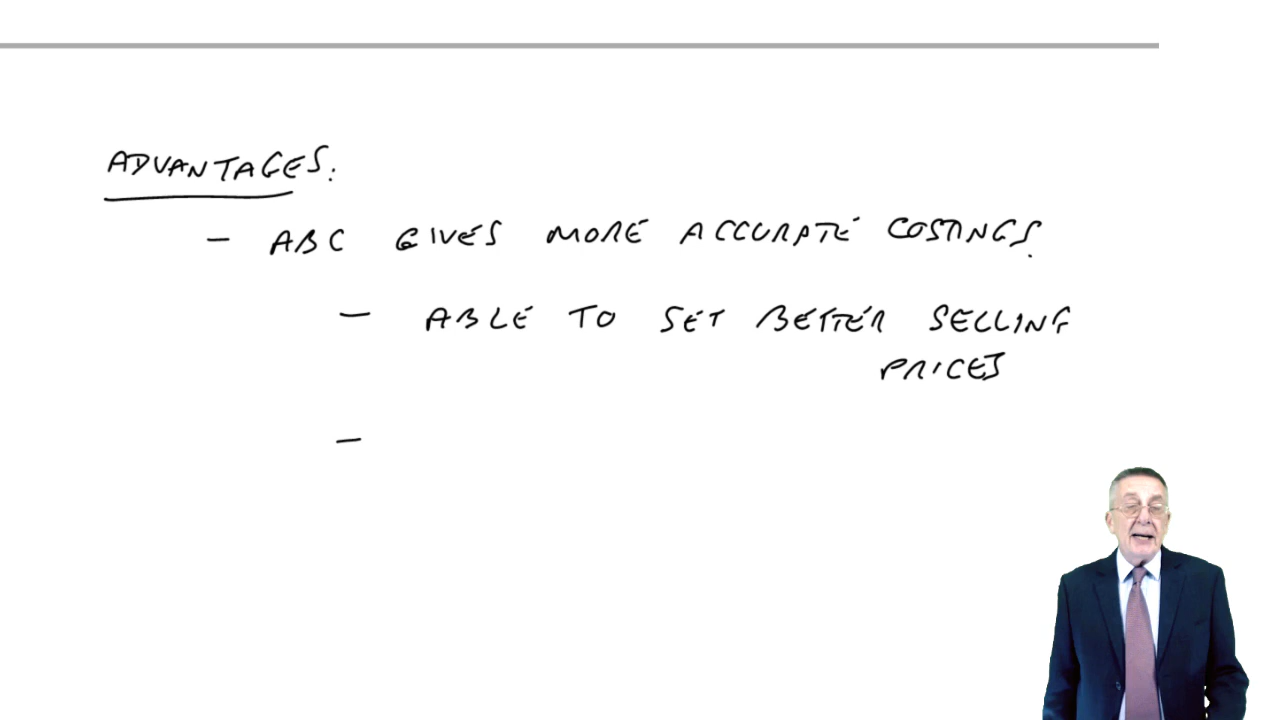 ADVANTAGES:
- ABC GIVES MORE ACCURATE COSTINGS.
- ABLE TO SET BETTER SELLING
PRICES
-